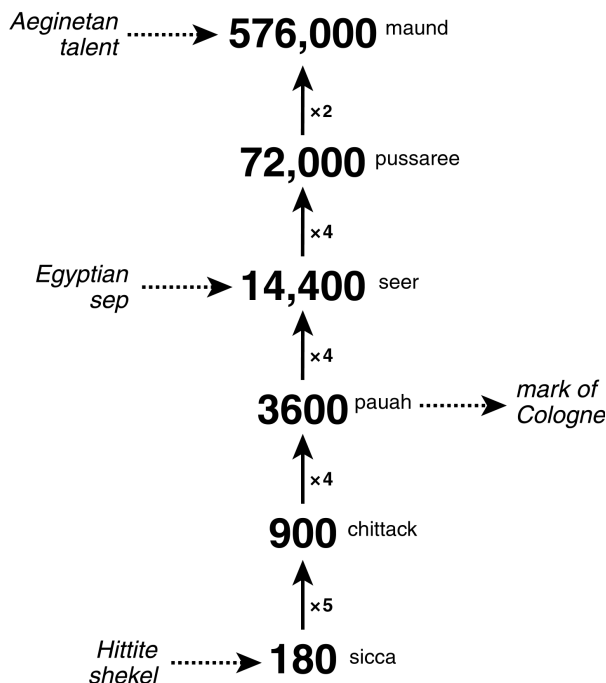 Aeginetan
talent
576,000 maund
×2
72,000 pussaree
×4
Egyptian
sep
14,400 seer
×4
3600 pauah
mark of
Cologne
×4
900 chittack
×5
Hittite
shekel
180 sicca